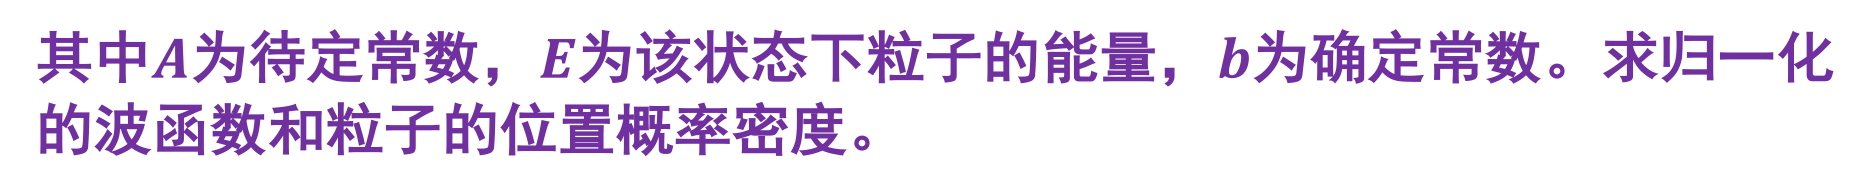 其中A为待定常数，E为该状态下粒子的能量，b为确定常数。求归一化
的波函数和粒子的位置概率密度。